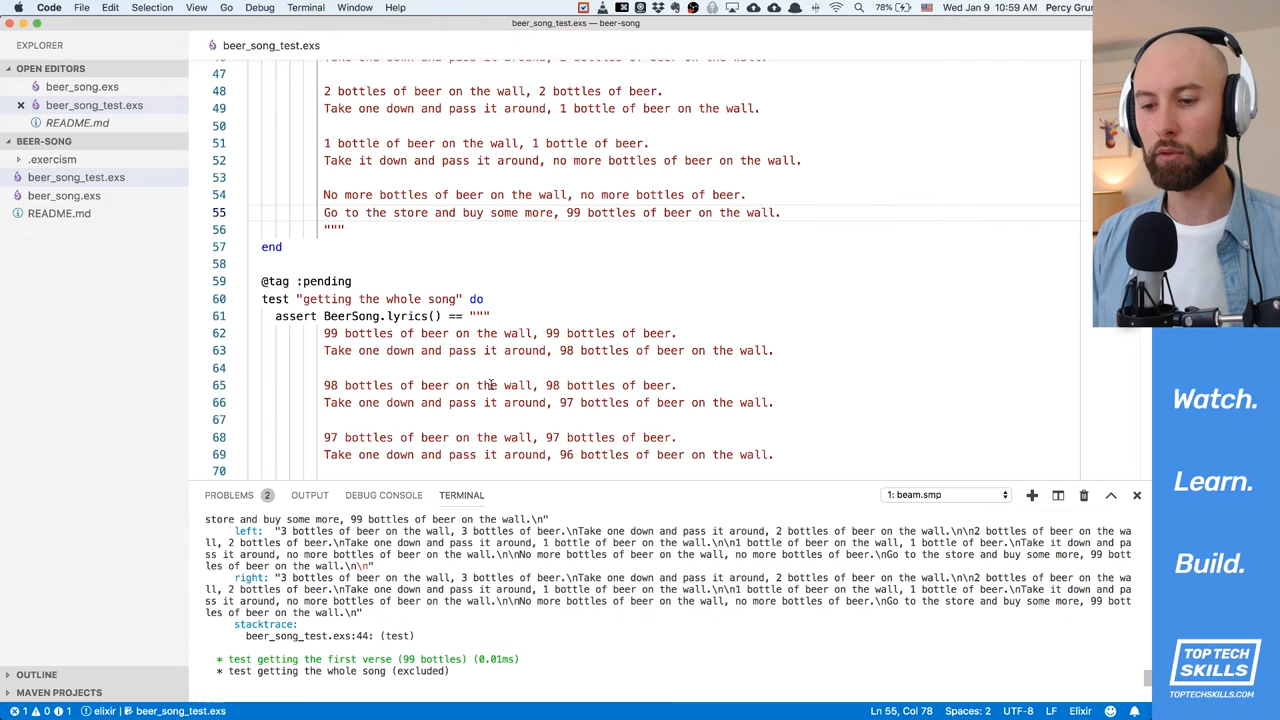 Code File Edit Selection View Go Debug Terminal Window Help
78% Wed Jan 9 10:59 AM Percy Gru
beer_song_test.exs — beer-song
EXPLORER
OPEN EDITORS
beer_song.exs
beer_song_test.exs
README.md
BEER-SONG
.exercism
beer_song_test.exs
beer_song.exs
README.md
OUTLINE
MAVEN PROJECTS
beer_song_test.exs
46 Take one down and pass it around, 2 bottles of beer on the wall.
47
48 2 bottles of beer on the wall, 2 bottles of beer.
49 Take one down and pass it around, 1 bottle of beer on the wall.
50
51 1 bottle of beer on the wall, 1 bottle of beer.
52 Take it down and pass it around, no more bottles of beer on the wall.
53
54 No more bottles of beer on the wall, no more bottles of beer.
55 Go to the store and buy some more, 99 bottles of beer on the wall.
56 """
57 end
58
59 @tag :pending
60 test "getting the whole song" do
61 assert BeerSong.lyrics() == """
62 99 bottles of beer on the wall, 99 bottles of beer.
63 Take one down and pass it around, 98 bottles of beer on the wall.
64
65 98 bottles of beer on the wall, 98 bottles of beer.
66 Take one down and pass it around, 97 bottles of beer on the wall.
67
68 97 bottles of beer on the wall, 97 bottles of beer.
69 Take one down and pass it around, 96 bottles of beer on the wall.
70
PROBLEMS 2 OUTPUT DEBUG CONSOLE TERMINAL 1: beam.smp
store and buy some more, 99 bottles of beer on the wall.\n"
left: "3 bottles of beer on the wall, 3 bottles of beer.\nTake one down and pass it around, 2 bottles of beer on the wall.\n\n2 bottles of beer on the wa
ll, 2 bottles of beer.\nTake one down and pass it around, 1 bottle of beer on the wall.\n\n1 bottle of beer on the wall, 1 bottle of beer.\nTake it down and pa
ss it around, no more bottles of beer on the wall.\n\nNo more bottles of beer on the wall, no more bottles of beer.\nGo to the store and buy some more, 99 bott
les of beer on the wall.\n\n"
right: "3 bottles of beer on the wall, 3 bottles of beer.\nTake one down and pass it around, 2 bottles of beer on the wall.\n\n2 bottles of beer on the wa
ll, 2 bottles of beer.\nTake one down and pass it around, 1 bottle of beer on the wall.\n\n1 bottle of beer on the wall, 1 bottle of beer.\nTake it down and pa
ss it around, no more bottles of beer on the wall.\n\nNo more bottles of beer on the wall, no more bottles of beer.\nGo to the store and buy some more, 99 bott
les of beer on the wall.\n"
stacktrace:
beer_song_test.exs:44: (test)
* test getting the first verse (99 bottles) (0.01ms)
* test getting the whole song (excluded)
1 0 1 elixir beer_song_test.exs Ln 55, Col 78 Spaces: 2 UTF-8 LF Elixir
Watch.
Learn.
Build.
TOP TECH
SKILLS
TOPTECHSKILLS.COM